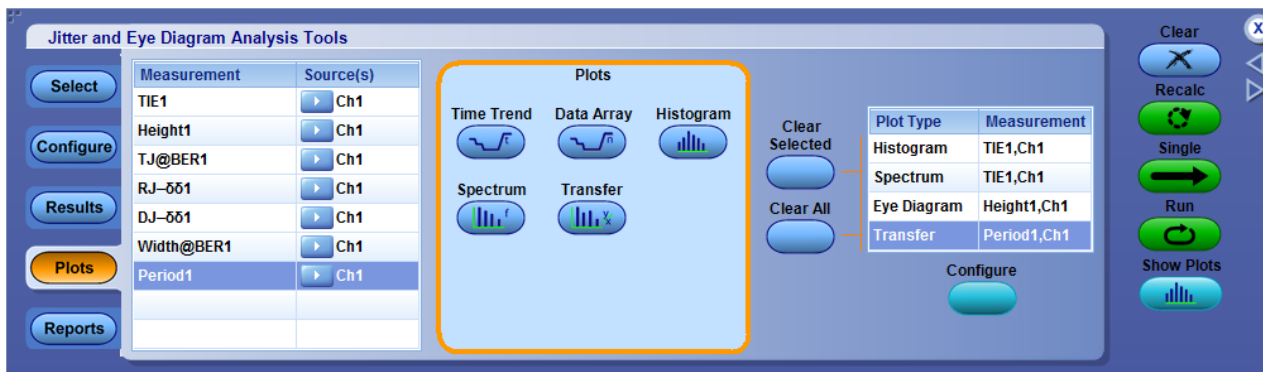 Jitter and Eye Diagram Analysis Tools
Select
Configure
Results
Plots
Reports
Measurement Source(s)
TIE1 Ch1
Height1 Ch1
TJ@BER1 Ch1
RJ–δδ1 Ch1
DJ–δδ1 Ch1
Width@BER1 Ch1
Period1 Ch1
Plots
Time Trend Data Array Histogram
t n
Spectrum Transfer
f y x
Clear
Selected
Clear All
Plot Type Measurement
Histogram TIE1,Ch1
Spectrum TIE1,Ch1
Eye Diagram Height1,Ch1
Transfer Period1,Ch1
Configure
Clear
X
Recalc
Single
Run
Show Plots